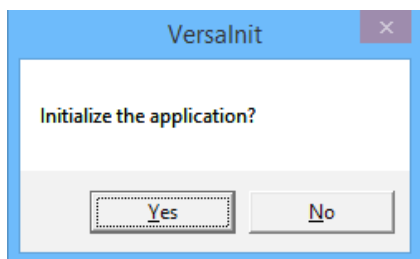 VersaInit
Initialize the application?
Yes
No